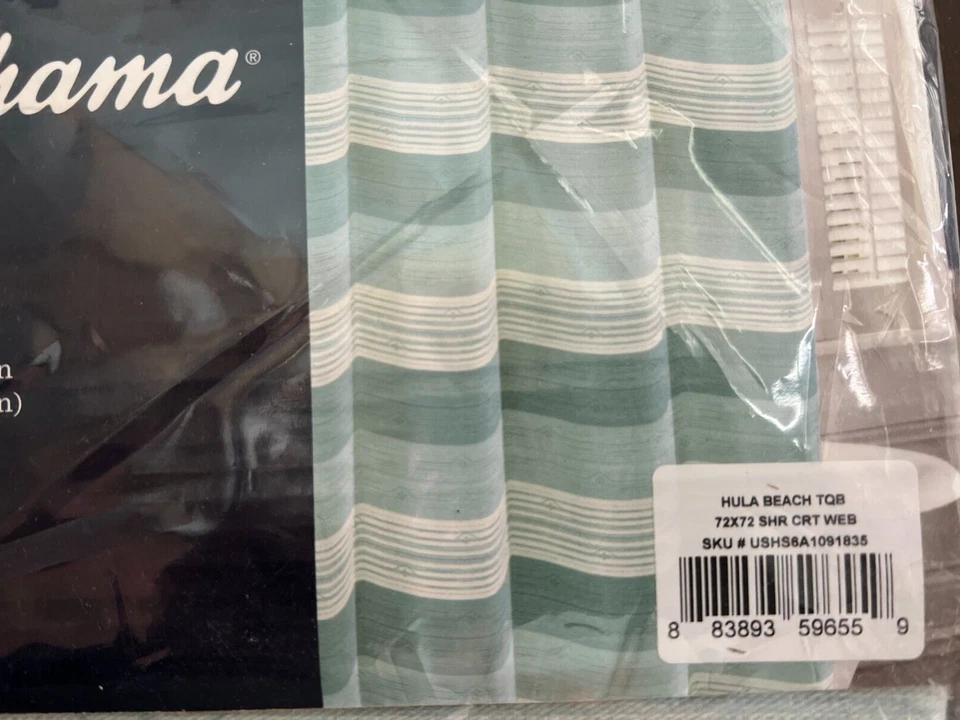 hama®
n
n)
HULA BEACH TQB
72X72 SHR CRT WEB
SKU # USHS6A1091835
8 83893 59655 9